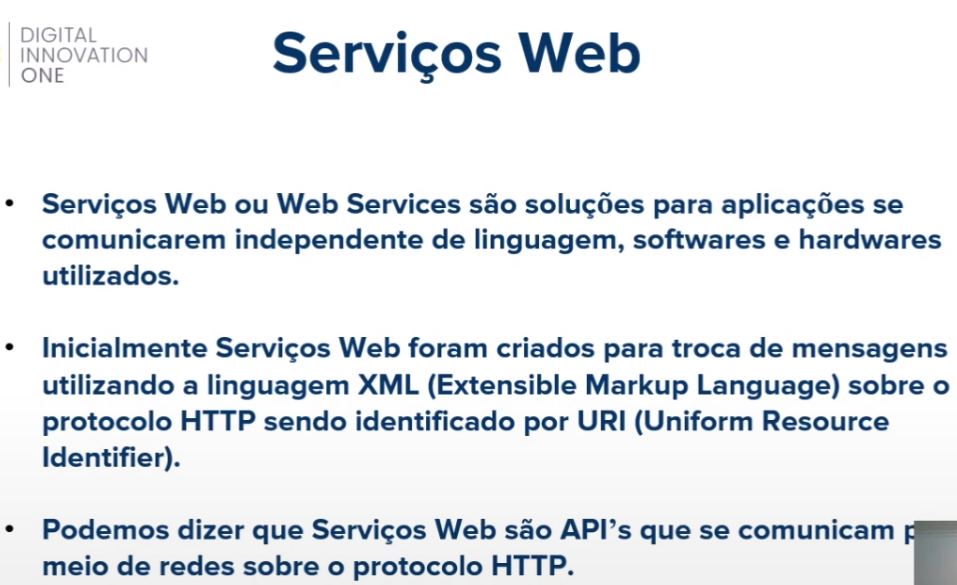 DIGITAL
INNOVATION
ONE
Serviços Web
• Serviços Web ou Web Services são soluções para aplicações se
comunicarem independente de linguagem, softwares e hardwares
utilizados.
• Inicialmente Serviços Web foram criados para troca de mensagens
utilizando a linguagem XML (Extensible Markup Language) sobre o
protocolo HTTP sendo identificado por URI (Uniform Resource
Identifier).
• Podemos dizer que Serviços Web são API’s que se comunicam
meio de redes sobre o protocolo HTTP.